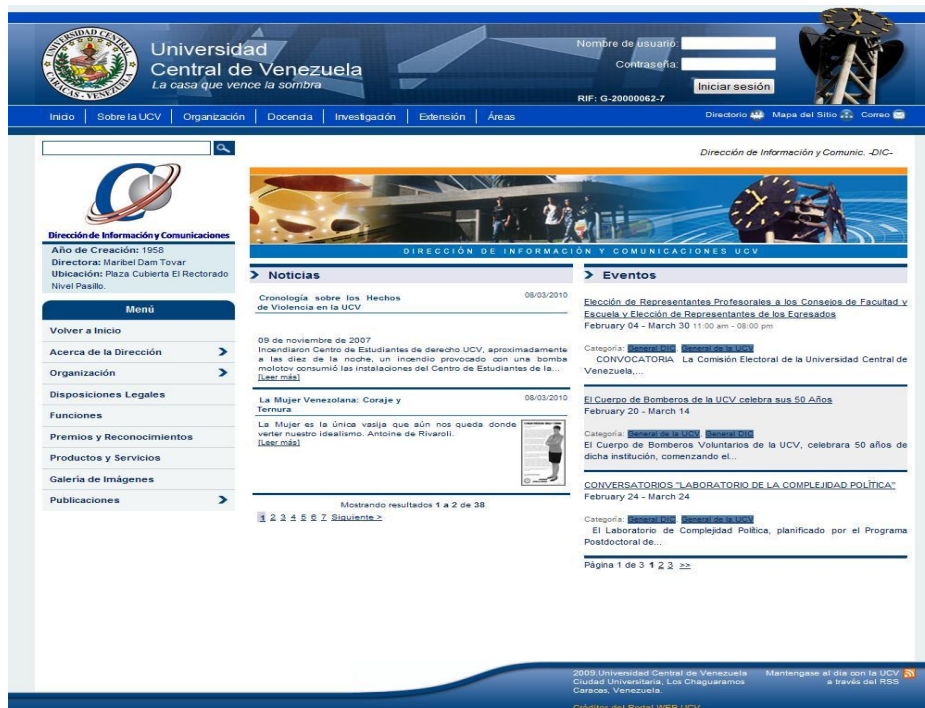 UNIVERSIDAD CENTRAL
CARACAS - VENEZUELA
Universidad
Central de Venezuela
La casa que vence la sombra
Nombre de usuario:
Contraseña:
Iniciar sesión
RIF: G-20000062-7
Inicio
Sobre la UCV
Organización
Docencia
Investigación
Extensión
Áreas
Directorio
Mapa del Sitio
Correo
Dirección de Información y Comunic. -DIC-
Dirección de Información y Comunicaciones
Año de Creación: 1958
Directora: Maribel Dam Tovar
Ubicación: Plaza Cubierta El Rectorado
Nivel Pasillo.
Menú
Volver a Inicio
Acerca de la Dirección
Organización
Disposiciones Legales
Funciones
Premios y Reconocimientos
Productos y Servicios
Galería de Imágenes
Publicaciones
DIRECCIÓN DE INFORMACIÓN Y COMUNICACIONES UCV
Noticias
Cronología sobre los Hechos 08/03/2010
de Violencia en la UCV
09 de noviembre de 2007
Incendiaron Centro de Estudiantes de derecho UCV, aproximadamente
a las diez de la noche, un incendio provocado con una bomba
molotov consumió las instalaciones del Centro de Estudiantes de la...
[Leer más]
La Mujer Venezolana: Coraje y 08/03/2010
Ternura
La Mujer es la única vasija que aún nos queda donde
verter nuestro idealismo. Antoine de Rivaroli.
[Leer más]
Mostrando resultados 1 a 2 de 38
1 2 3 4 5 6 7 Siguiente >
Eventos
Elección de Representantes Profesorales a los Consejos de Facultad y
Escuela y Elección de Representantes de los Egresados
February 04 - March 30 11:00 am - 08:00 pm
Categoría: General DIC, General de la UCV
CONVOCATORIA La Comisión Electoral de la Universidad Central de
Venezuela,...
El Cuerpo de Bomberos de la UCV celebra sus 50 Años
February 20 - March 14
Categoría: General de la UCV, General DIC
El Cuerpo de Bomberos Voluntarios de la UCV, celebrara 50 años de
dicha institución, comenzando el...
CONVERSATORIOS "LABORATORIO DE LA COMPLEJIDAD POLÍTICA"
February 24 - March 24
Categoría: General DIC, General de la UCV
El Laboratorio de Complejidad Política, planificado por el Programa
Postdoctoral de...
Página 1 de 3 1 2 3 >>
2009.Universidad Central de Venezuela
Ciudad Universitaria, Los Chaguaramos
Caracas, Venezuela.
Mantengase al día con la UCV
a través del RSS
Créditos del Portal WEB UCV